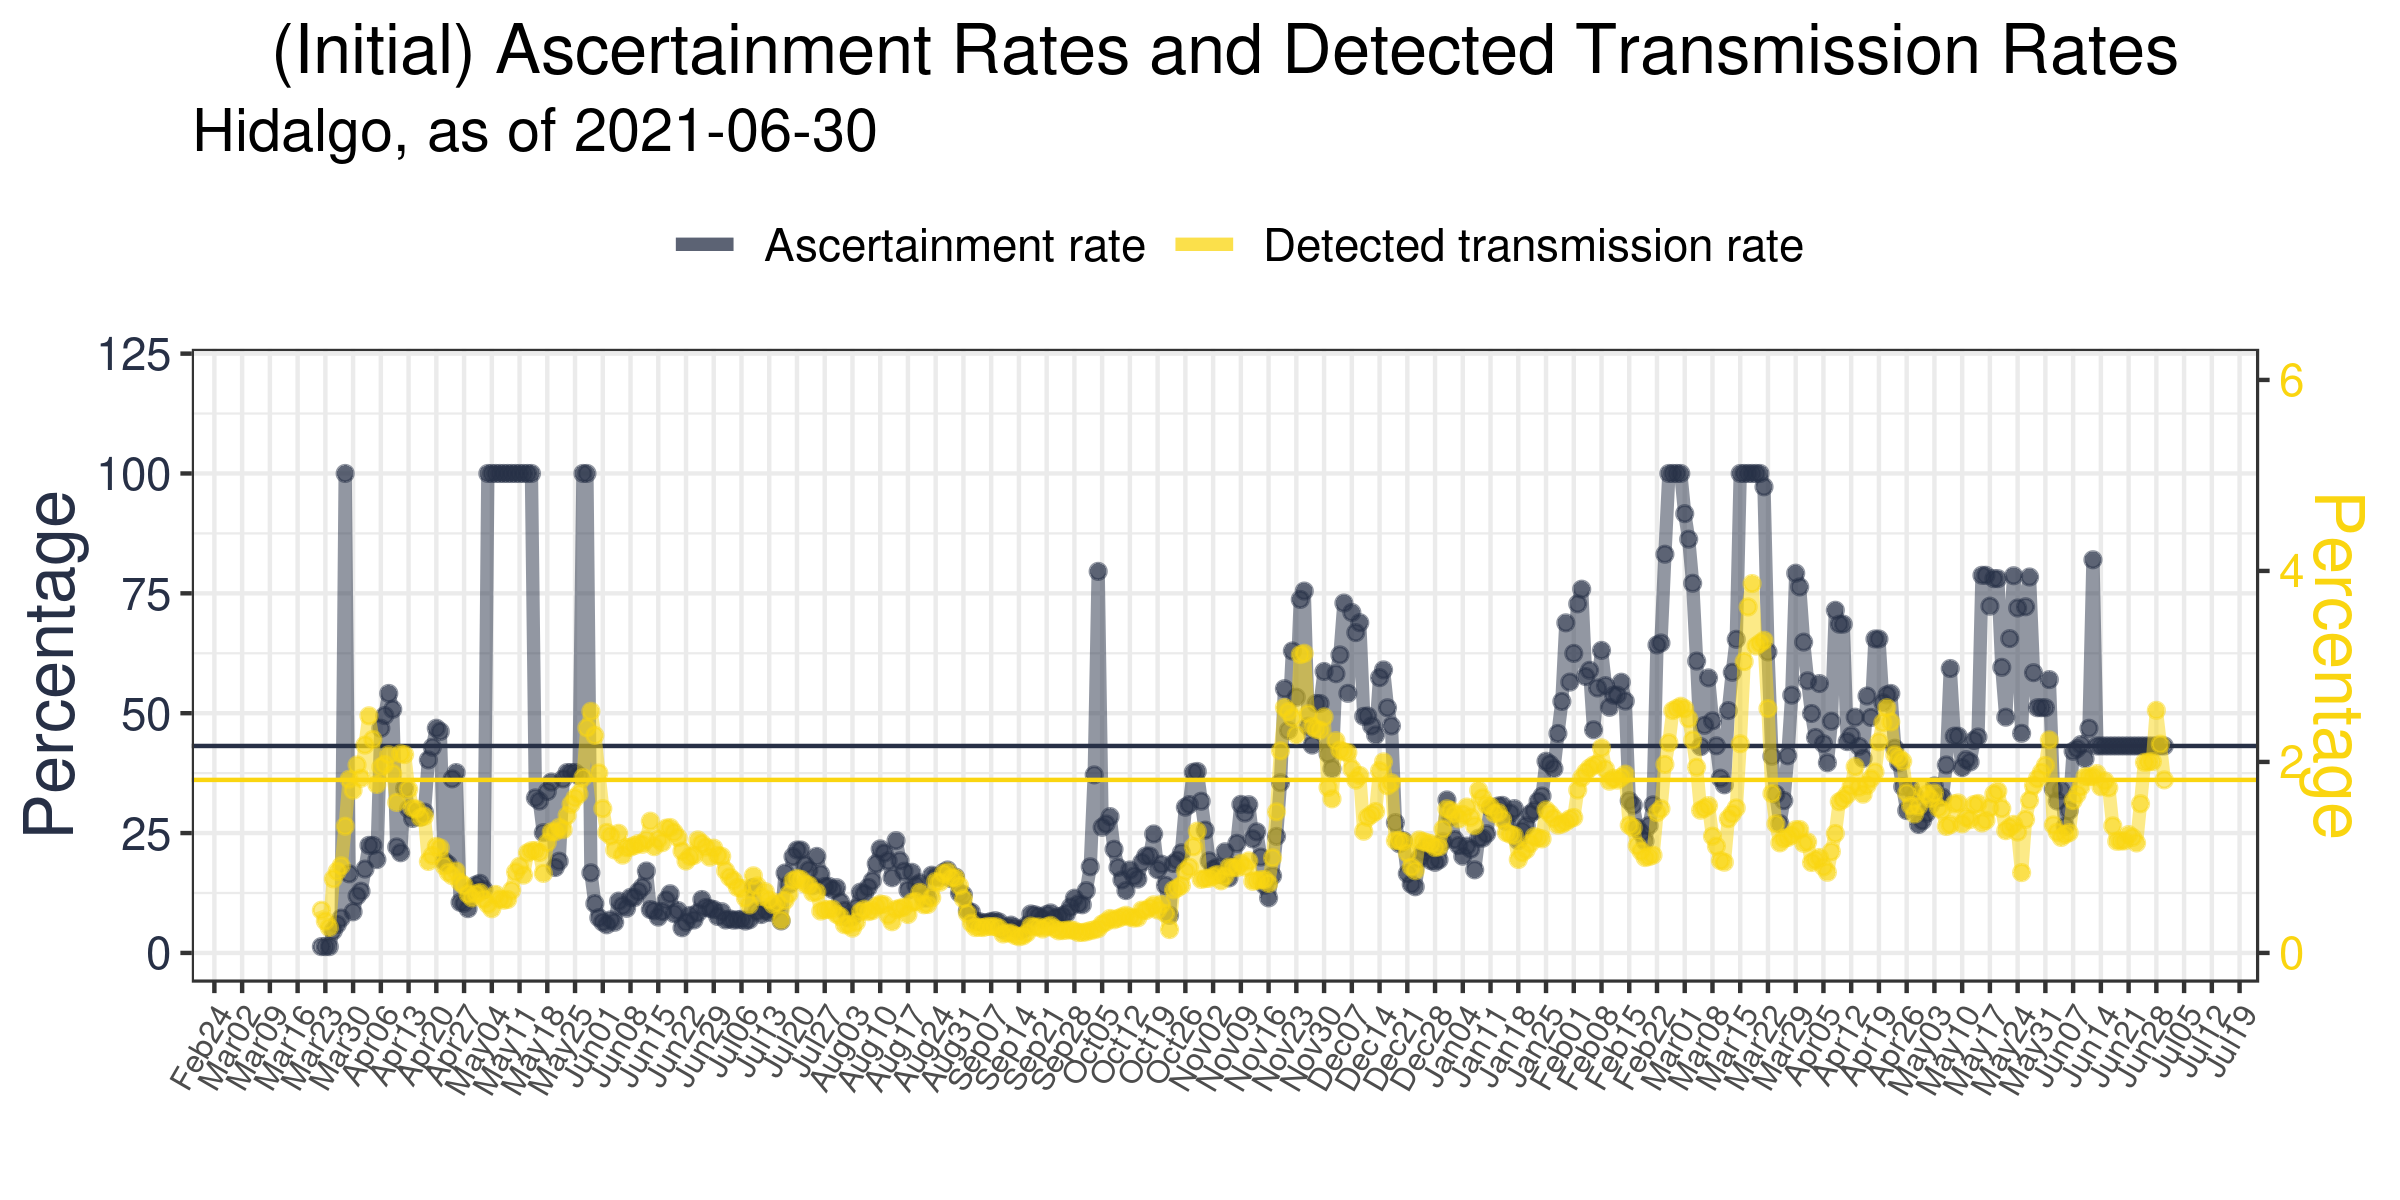 (Initial) Ascertainment Rates and Detected Transmission Rates
Hidalgo, as of 2021-06-30
Ascertainment rate
Detected transmission rate
Percentage
125
100
75
50
25
0
6
4
2
0
Percentage
Feb24
Mar02
Mar09
Mar16
Mar23
Mar30
Apr06
Apr13
Apr20
Apr27
May04
May11
May18
May25
Jun01
Jun08
Jun15
Jun22
Jun29
Jul06
Jul13
Jul20
Jul27
Aug03
Aug10
Aug17
Aug24
Aug31
Sep07
Sep14
Sep21
Sep28
Oct05
Oct12
Oct19
Oct26
Nov02
Nov09
Nov16
Nov23
Nov30
Dec07
Dec14
Dec21
Dec28
Jan04
Jan11
Jan18
Jan25
Feb01
Feb08
Feb15
Feb22
Mar01
Mar08
Mar15
Mar22
Mar29
Apr05
Apr12
Apr19
Apr26
May03
May10
May17
May24
May31
Jun07
Jun14
Jun21
Jun28
Jul05
Jul12
Jul19